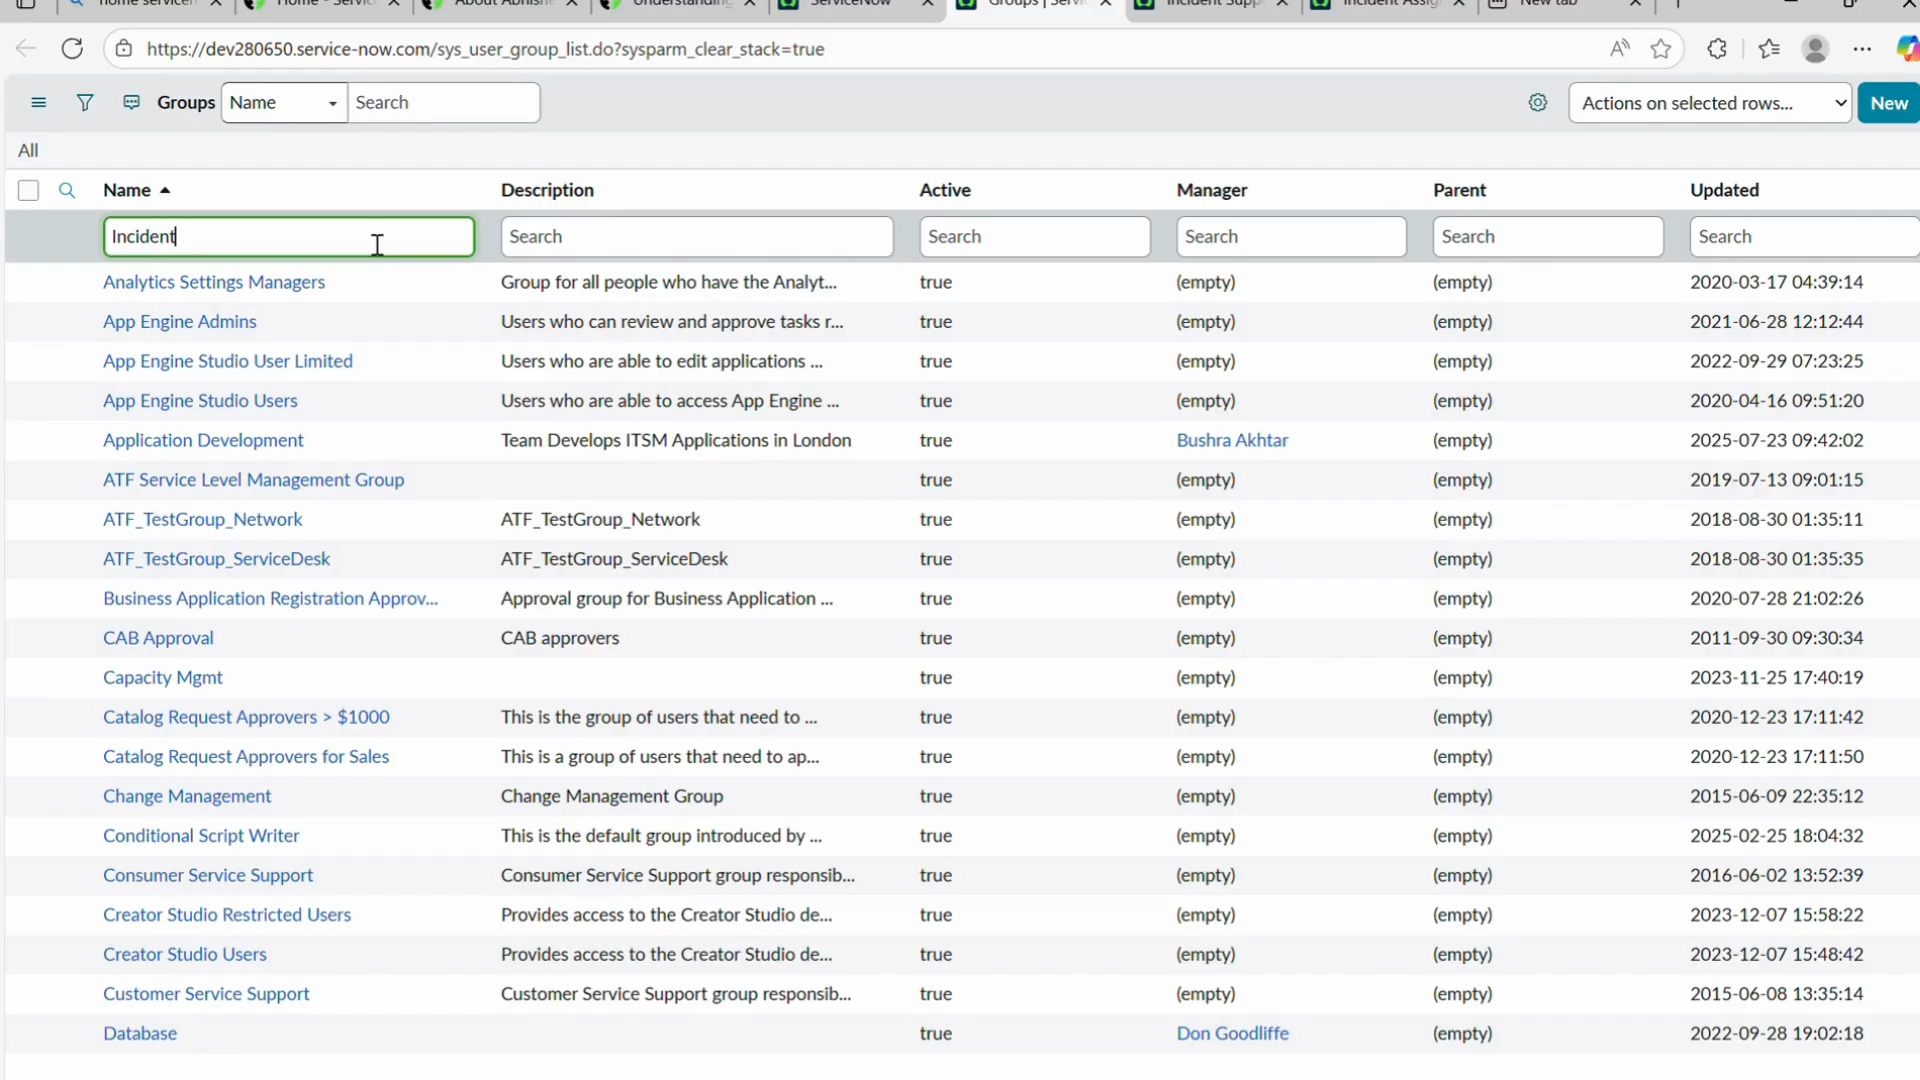 Home - Servic
About Abhishe
Understanding
ServiceNow
Groups | Servic
Incident Supp
Incident Assig
New tab
https://dev280650.service-now.com/sys_user_group_list.do?sysparm_clear_stack=true
Groups Name Search Actions on selected rows... New
All
Name Description Active Manager Parent Updated
Incident Search Search Search Search Search
Analytics Settings Managers Group for all people who have the Analyt... true (empty) (empty) 2020-03-17 04:39:14
App Engine Admins Users who can review and approve tasks r... true (empty) (empty) 2021-06-28 12:12:44
App Engine Studio User Limited Users who are able to edit applications ... true (empty) (empty) 2022-09-29 07:23:25
App Engine Studio Users Users who are able to access App Engine ... true (empty) (empty) 2020-04-16 09:51:20
Application Development Team Develops ITSM Applications in London true Bushra Akhtar (empty) 2025-07-23 09:42:02
ATF Service Level Management Group true (empty) (empty) 2019-07-13 09:01:15
ATF_TestGroup_Network ATF_TestGroup_Network true (empty) (empty) 2018-08-30 01:35:11
ATF_TestGroup_ServiceDesk ATF_TestGroup_ServiceDesk true (empty) (empty) 2018-08-30 01:35:35
Business Application Registration Approv... Approval group for Business Application ... true (empty) (empty) 2020-07-28 21:02:26
CAB Approval CAB approvers true (empty) (empty) 2011-09-30 09:30:34
Capacity Mgmt true (empty) (empty) 2023-11-25 17:40:19
Catalog Request Approvers > $1000 This is the group of users that need to ... true (empty) (empty) 2020-12-23 17:11:42
Catalog Request Approvers for Sales This is a group of users that need to ap... true (empty) (empty) 2020-12-23 17:11:50
Change Management Change Management Group true (empty) (empty) 2015-06-09 22:35:12
Conditional Script Writer This is the default group introduced by ... true (empty) (empty) 2025-02-25 18:04:32
Consumer Service Support Consumer Service Support group responsib... true (empty) (empty) 2016-06-02 13:52:39
Creator Studio Restricted Users Provides access to the Creator Studio de... true (empty) (empty) 2023-12-07 15:58:22
Creator Studio Users Provides access to the Creator Studio de... true (empty) (empty) 2023-12-07 15:48:42
Customer Service Support Customer Service Support group responsib... true (empty) (empty) 2015-06-08 13:35:14
Database true Don Goodliffe (empty) 2022-09-28 19:02:18